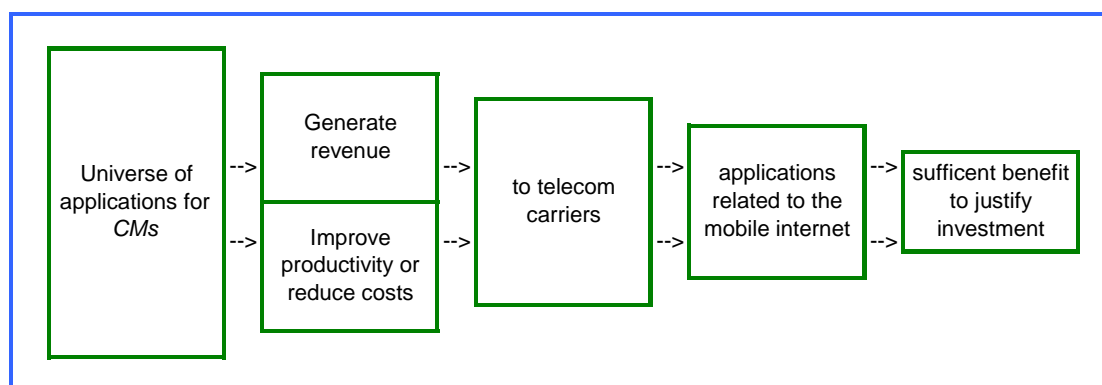 Universe of
applications for
CMs
-->
-->
Generate
revenue
Improve
productivity or
reduce costs
-->
-->
to telecom
carriers
-->
-->
applications
related to the
mobile internet
-->
-->
sufficent benefit
to justify
investment